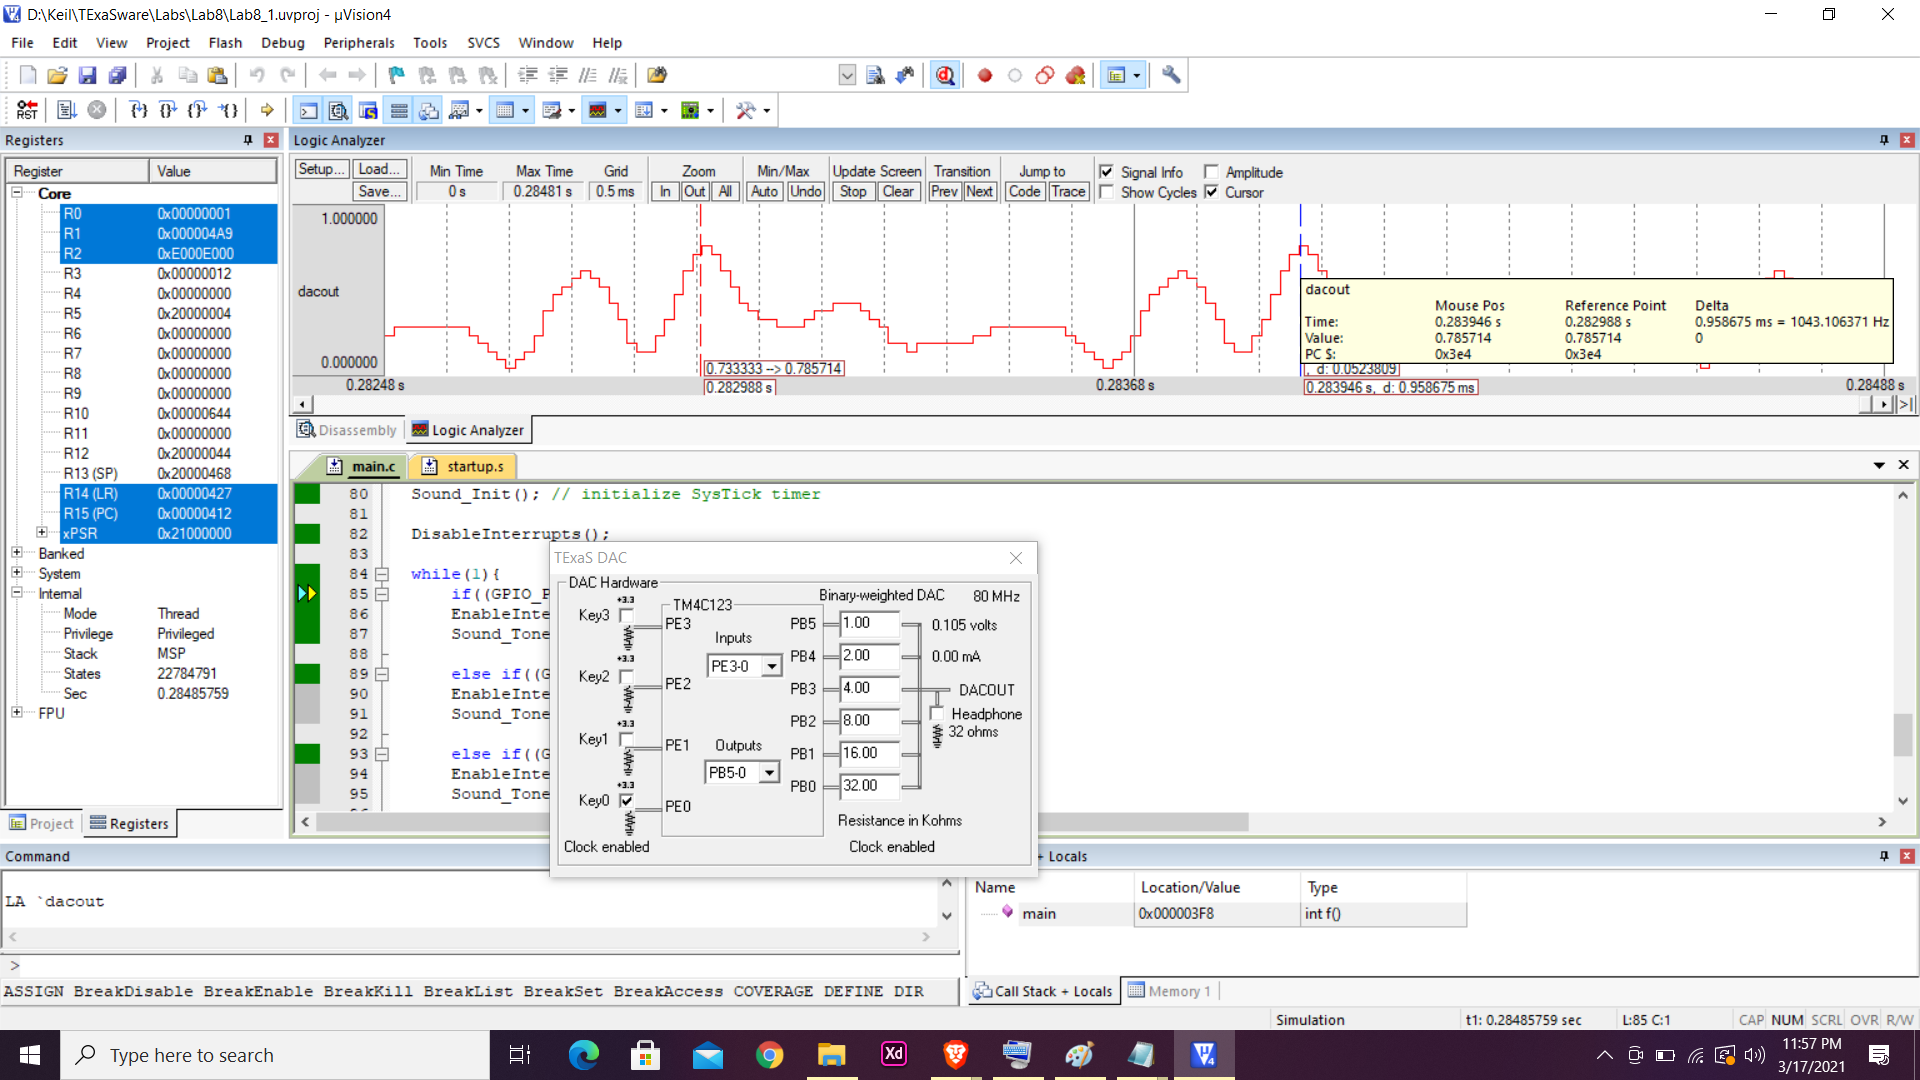 D:\Keil\TExaSware\Labs\Lab8\Lab8_1.uvproj - µVision4
File Edit View Project Flash Debug Peripherals Tools SVCS Window Help
Registers
Register Value
Core
R0 0x00000001
R1 0x000004A9
R2 0xE000E000
R3 0x00000012
R4 0x00000000
R5 0x20000004
R6 0x00000000
R7 0x00000000
R8 0x00000000
R9 0x00000000
R10 0x00000644
R11 0x00000000
R12 0x20000044
R13 (SP) 0x20000468
R14 (LR) 0x00000427
R15 (PC) 0x00000412
xPSR 0x21000000
Banked
System
Internal
Mode Thread
Privilege Privileged
Stack MSP
States 22784791
Sec 0.28485759
FPU
Project Registers
Logic Analyzer
Setup... Load... Min Time Max Time Grid Zoom Min/Max Update Screen Transition Jump to Signal Info Amplitude
Save... 0 s 0.28481 s 0.5 ms In Out All Auto Undo Stop Clear Prev Next Code Trace Show Cycles Cursor
1.000000
dacout
0.000000
0.733333 --> 0.785714
0.282988 s
dacout
Mouse Pos Reference Point Delta
Time: 0.283946 s 0.282988 s 0.958675 ms = 1043.106371 Hz
Value: 0.785714 0.785714 0
PC $: 0x3e4 0x3e4
, d: 0.0523809
0.283946 s, d: 0.958675 ms
0.28248 s 0.28368 s 0.28488 s
Disassembly Logic Analyzer
main.c startup.s
80 Sound_Init(); // initialize SysTick timer
81
82 DisableInterrupts();
83
84 while(1){
85 if((GPIO_P
86 EnableInte
87 Sound_Tone
88
89 else if((G
90 EnableInte
91 Sound_Tone
92
93 else if((G
94 EnableInte
95 Sound_Tone
TExaS DAC
DAC Hardware
TM4C123
Binary-weighted DAC 80 MHz
+3.3
Key3 PE3
+3.3
Key2 PE2
+3.3
Key1 PE1
+3.3
Key0 PE0
Inputs
PE3-0
Outputs
PB5-0
PB5 1.00 0.105 volts
PB4 2.00 0.00 mA
PB3 4.00 DACOUT
PB2 8.00 Headphone
32 ohms
PB1 16.00
PB0 32.00
Resistance in Kohms
Clock enabled Clock enabled
Command
LA `dacout
>
ASSIGN BreakDisable BreakEnable BreakKill BreakList BreakSet BreakAccess COVERAGE DEFINE DIR
+ Locals
Name Location/Value Type
main 0x000003F8 int f()
Call Stack + Locals Memory 1
Simulation t1: 0.28485759 sec L:85 C:1 CAP NUM SCRL OVR R/W
Type here to search
Xd
11:57 PM
3/17/2021